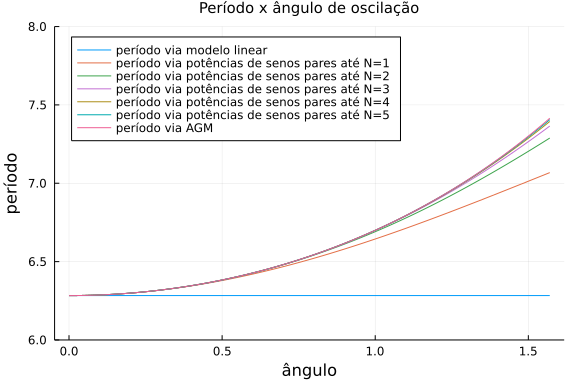 Período x ângulo de oscilação
8.0
período via modelo linear
período via potências de senos pares até N=1
período via potências de senos pares até N=2
período via potências de senos pares até N=3
período via potências de senos pares até N=4
período via potências de senos pares até N=5
período via AGM
7.5
7.0
6.5
6.0
período
0.0
0.5
1.0
1.5
ângulo